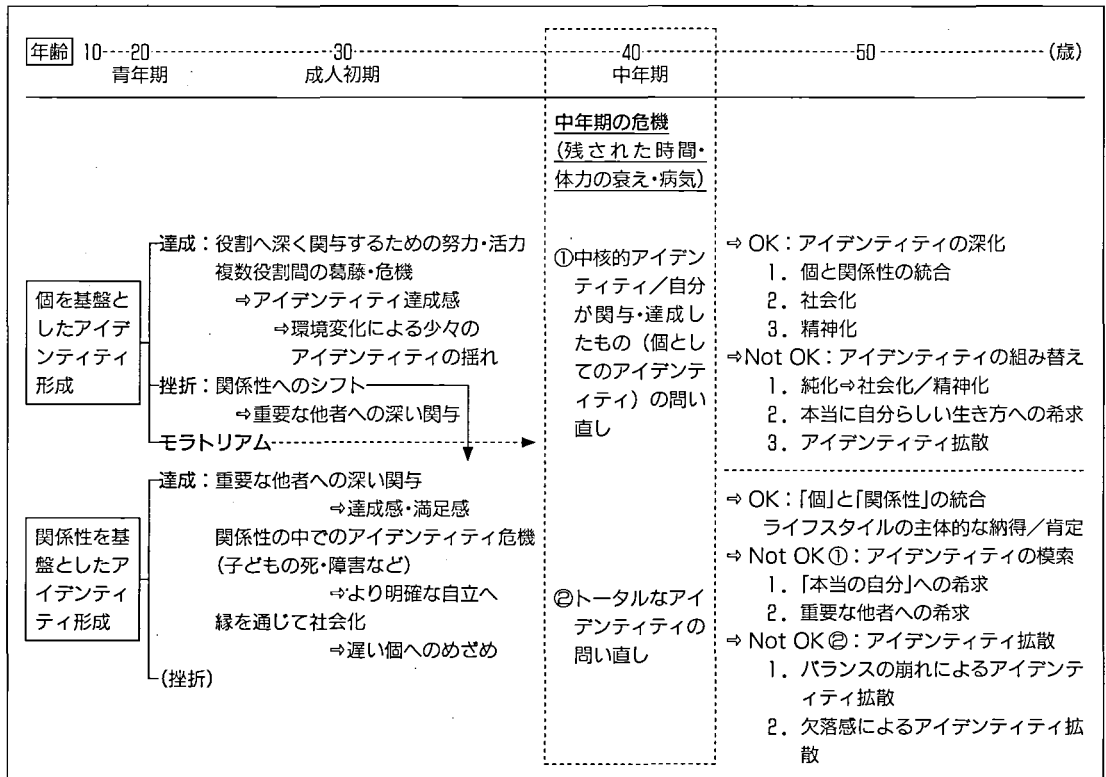 年齢 10---20------------------30------------------------40------------------50------------------(歳)
青年期 成人初期 中年期
中年期の危機
(残された時間・
体力の衰え・病気)
個を基盤と
したアイデ
ンティティ
形成
達成:役割へ深く関与するための努力・活力
複数役割間の葛藤・危機
⇨アイデンティティ達成感
⇨環境変化による少々の
アイデンティティの揺れ
挫折:関係性へのシフト
⇨重要な他者への深い関与
モラトリアム
①中核的アイデン
ティティ/自分
が関与・達成し
たもの(個とし
てのアイデンテ
ィティ)の問い
直し
⇨ OK:アイデンティティの深化
1.個と関係性の統合
2.社会化
3.精神化
⇨Not OK:アイデンティティの組み替え
1.純化⇨社会化/精神化
2.本当に自分らしい生き方への希求
3.アイデンティティ拡散
関係性を基
盤としたア
イデンティ
ティ形成
達成:重要な他者への深い関与
⇨達成感・満足感
関係性の中でのアイデンティティ危機
(子どもの死・障害など)
⇨より明確な自立へ
縁を通じて社会化
⇨遅い個へのめざめ
(挫折)
②トータルなアイ
デンティティの
問い直し
⇨ OK:「個」と「関係性」の統合
ライフスタイルの主体的な納得/肯定
⇨ Not OK①:アイデンティティの模索
1.「本当の自分」への希求
2.重要な他者への希求
⇨ Not OK②:アイデンティティ拡散
1.バランスの崩れによるアイデンテ
ィティ拡散
2.欠落感によるアイデンティティ拡
散